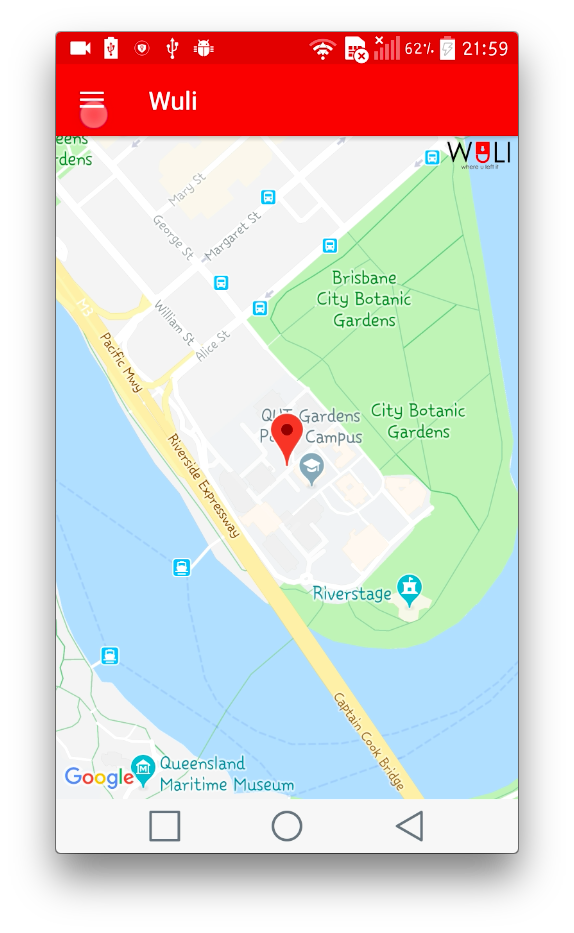 62% 21:59
Wuli
WULI
where u left it
eens
rdens
Mary St
George St
Margaret St
Brisbane
City Botanic
Gardens
M3
William St
Alice St
Pacific Mwy
City Botanic
Gardens
QUT Gardens
Campus
Riverside Expressway
Riverstage
Captain Cook Bridge
Queensland
Maritime Museum
Google